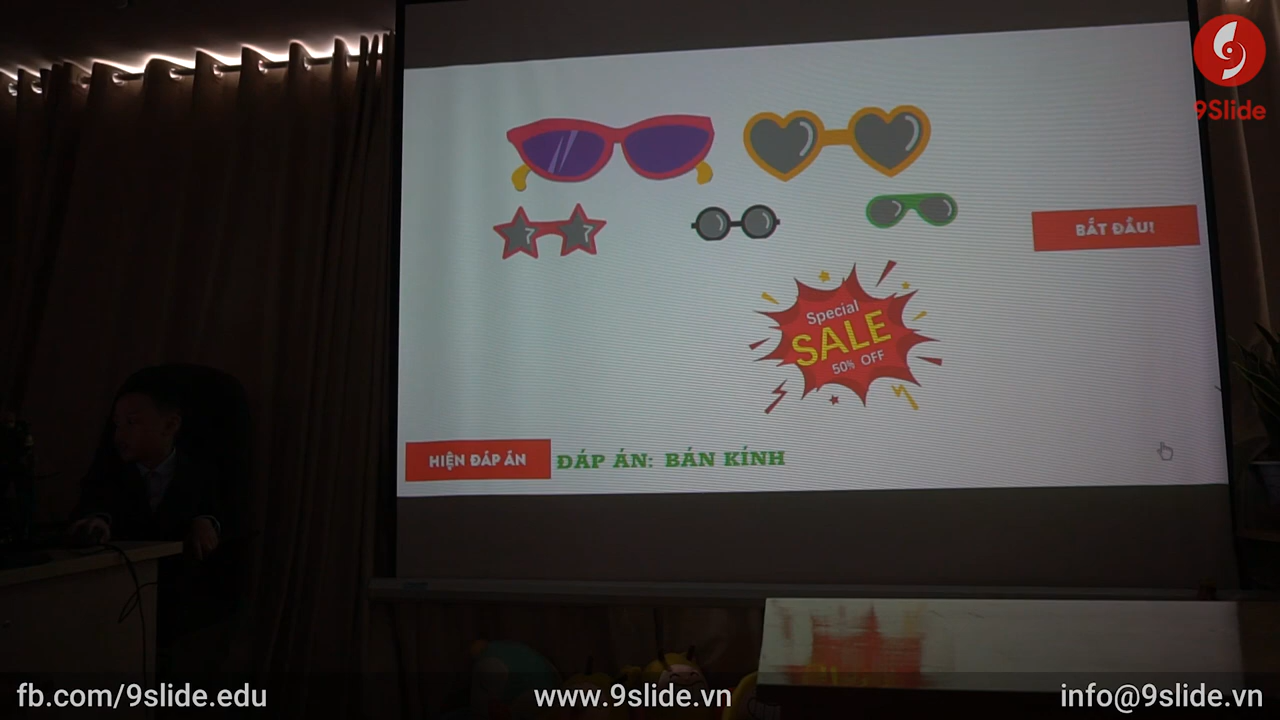 9Slide
BẮT ĐẦU!
Special
SALE
50% OFF
HIỆN ĐÁP ÁN
ĐÁP ÁN: BÁN KÍNH
fb.com/9slide.edu
www.9slide.vn
info@9slide.vn